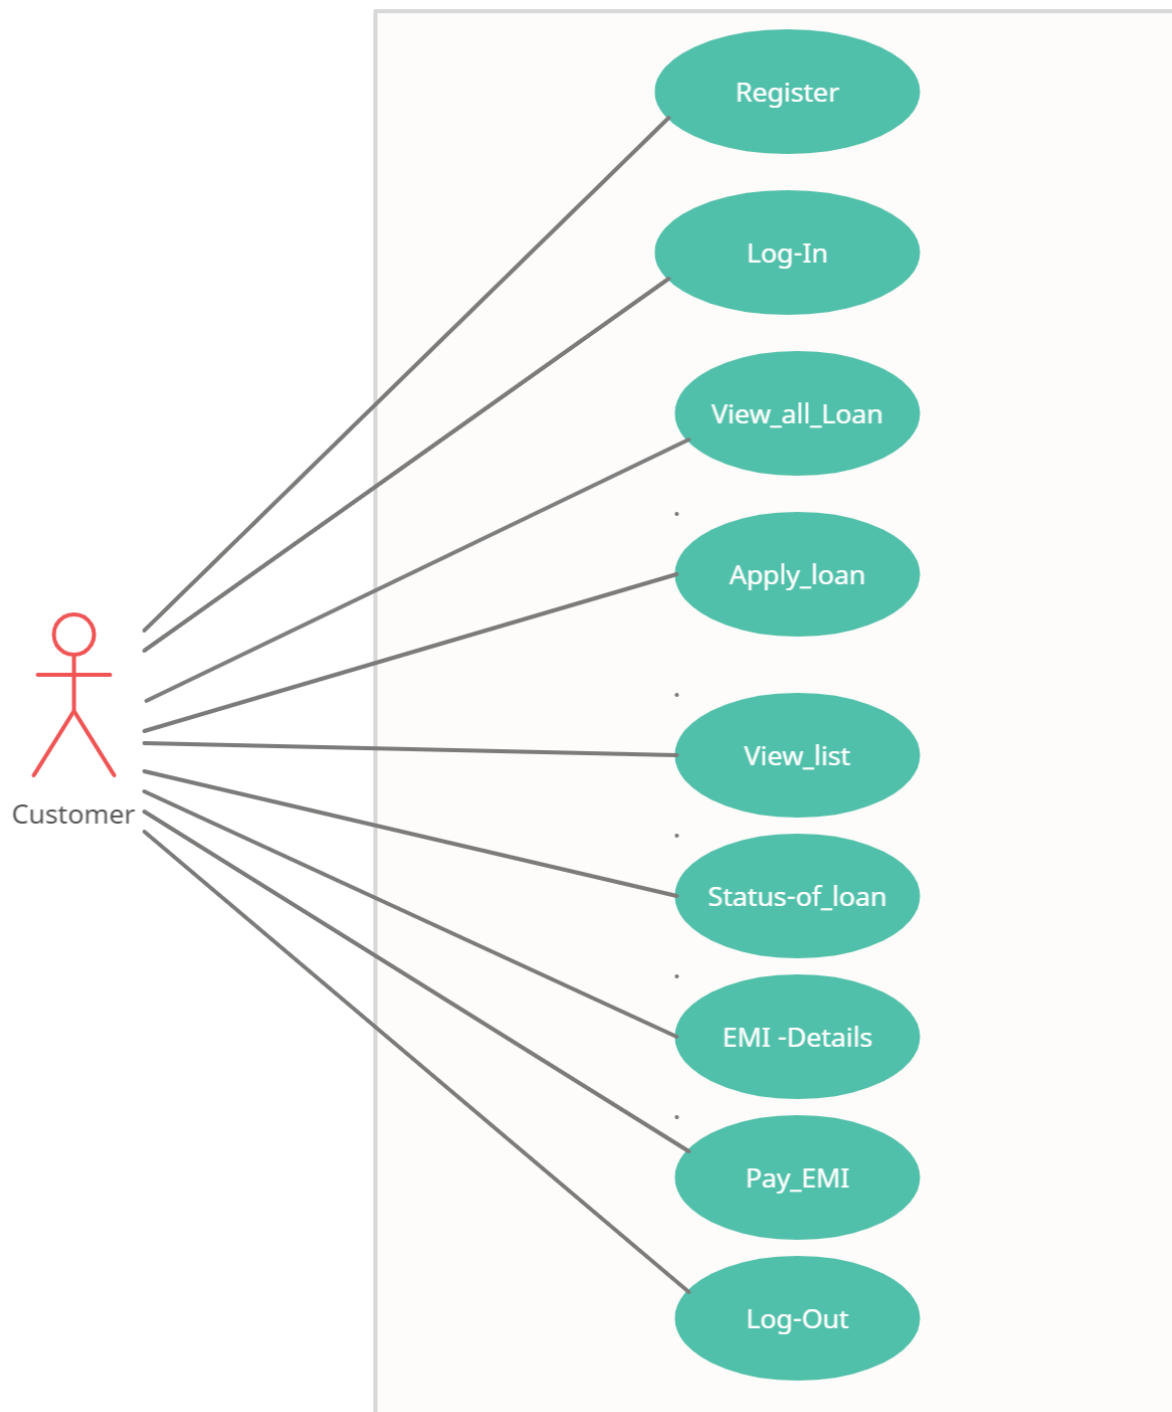 Register
Log-In
View_all_Loan
Apply_loan
View_list
Status-of_loan
Customer
EMI -Details
Pay_EMI
Log-Out